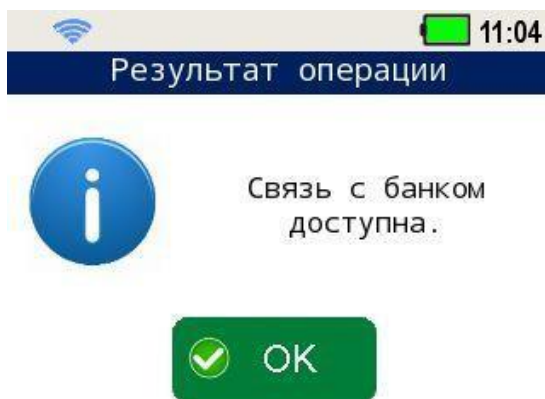 11:04
Результат операции
Связь с банком
доступна.
OK